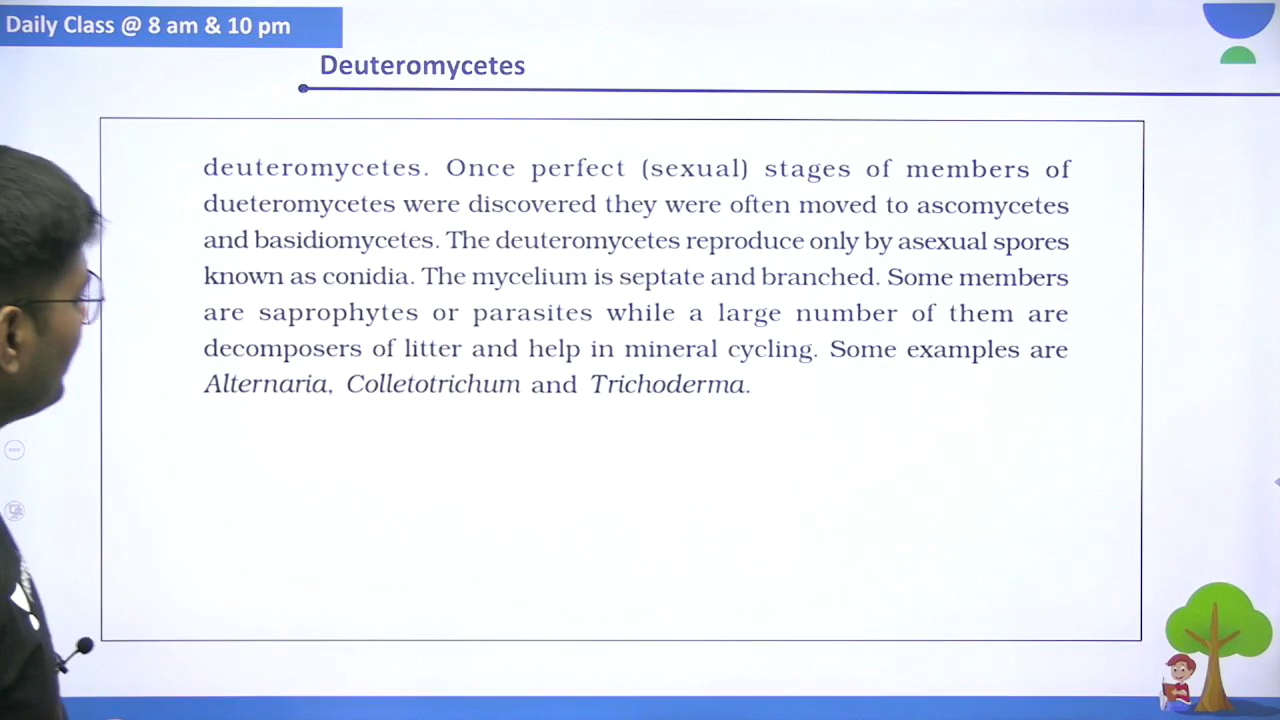 Daily Class @ 8 am & 10 pm
Deuteromycetes
deuteromycetes. Once perfect (sexual) stages of members of
dueteromycetes were discovered they were often moved to ascomycetes
and basidiomycetes. The deuteromycetes reproduce only by asexual spores
known as conidia. The mycelium is septate and branched. Some members
are saprophytes or parasites while a large number of them are
decomposers of litter and help in mineral cycling. Some examples are
Alternaria, Colletotrichum and Trichoderma.